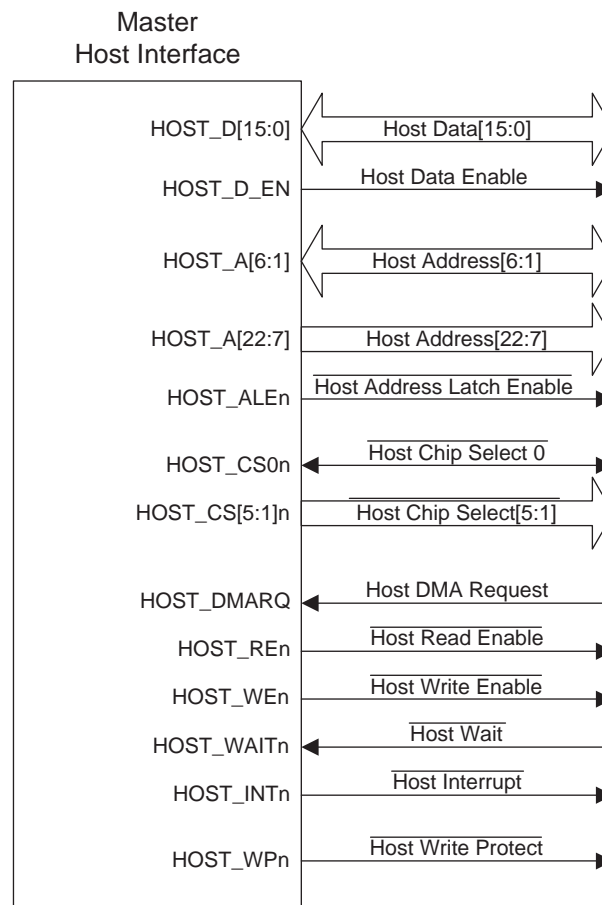 Master
Host Interface
HOST_D[15:0] Host Data[15:0]
HOST_D_EN Host Data Enable
HOST_A[6:1] Host Address[6:1]
HOST_A[22:7] Host Address[22:7]
HOST_ALEn Host Address Latch Enable
HOST_CS0n Host Chip Select 0
HOST_CS[5:1]n Host Chip Select[5:1]
HOST_DMARQ Host DMA Request
HOST_REn Host Read Enable
HOST_WEn Host Write Enable
HOST_WAITn Host Wait
HOST_INTn Host Interrupt
HOST_WPn Host Write Protect